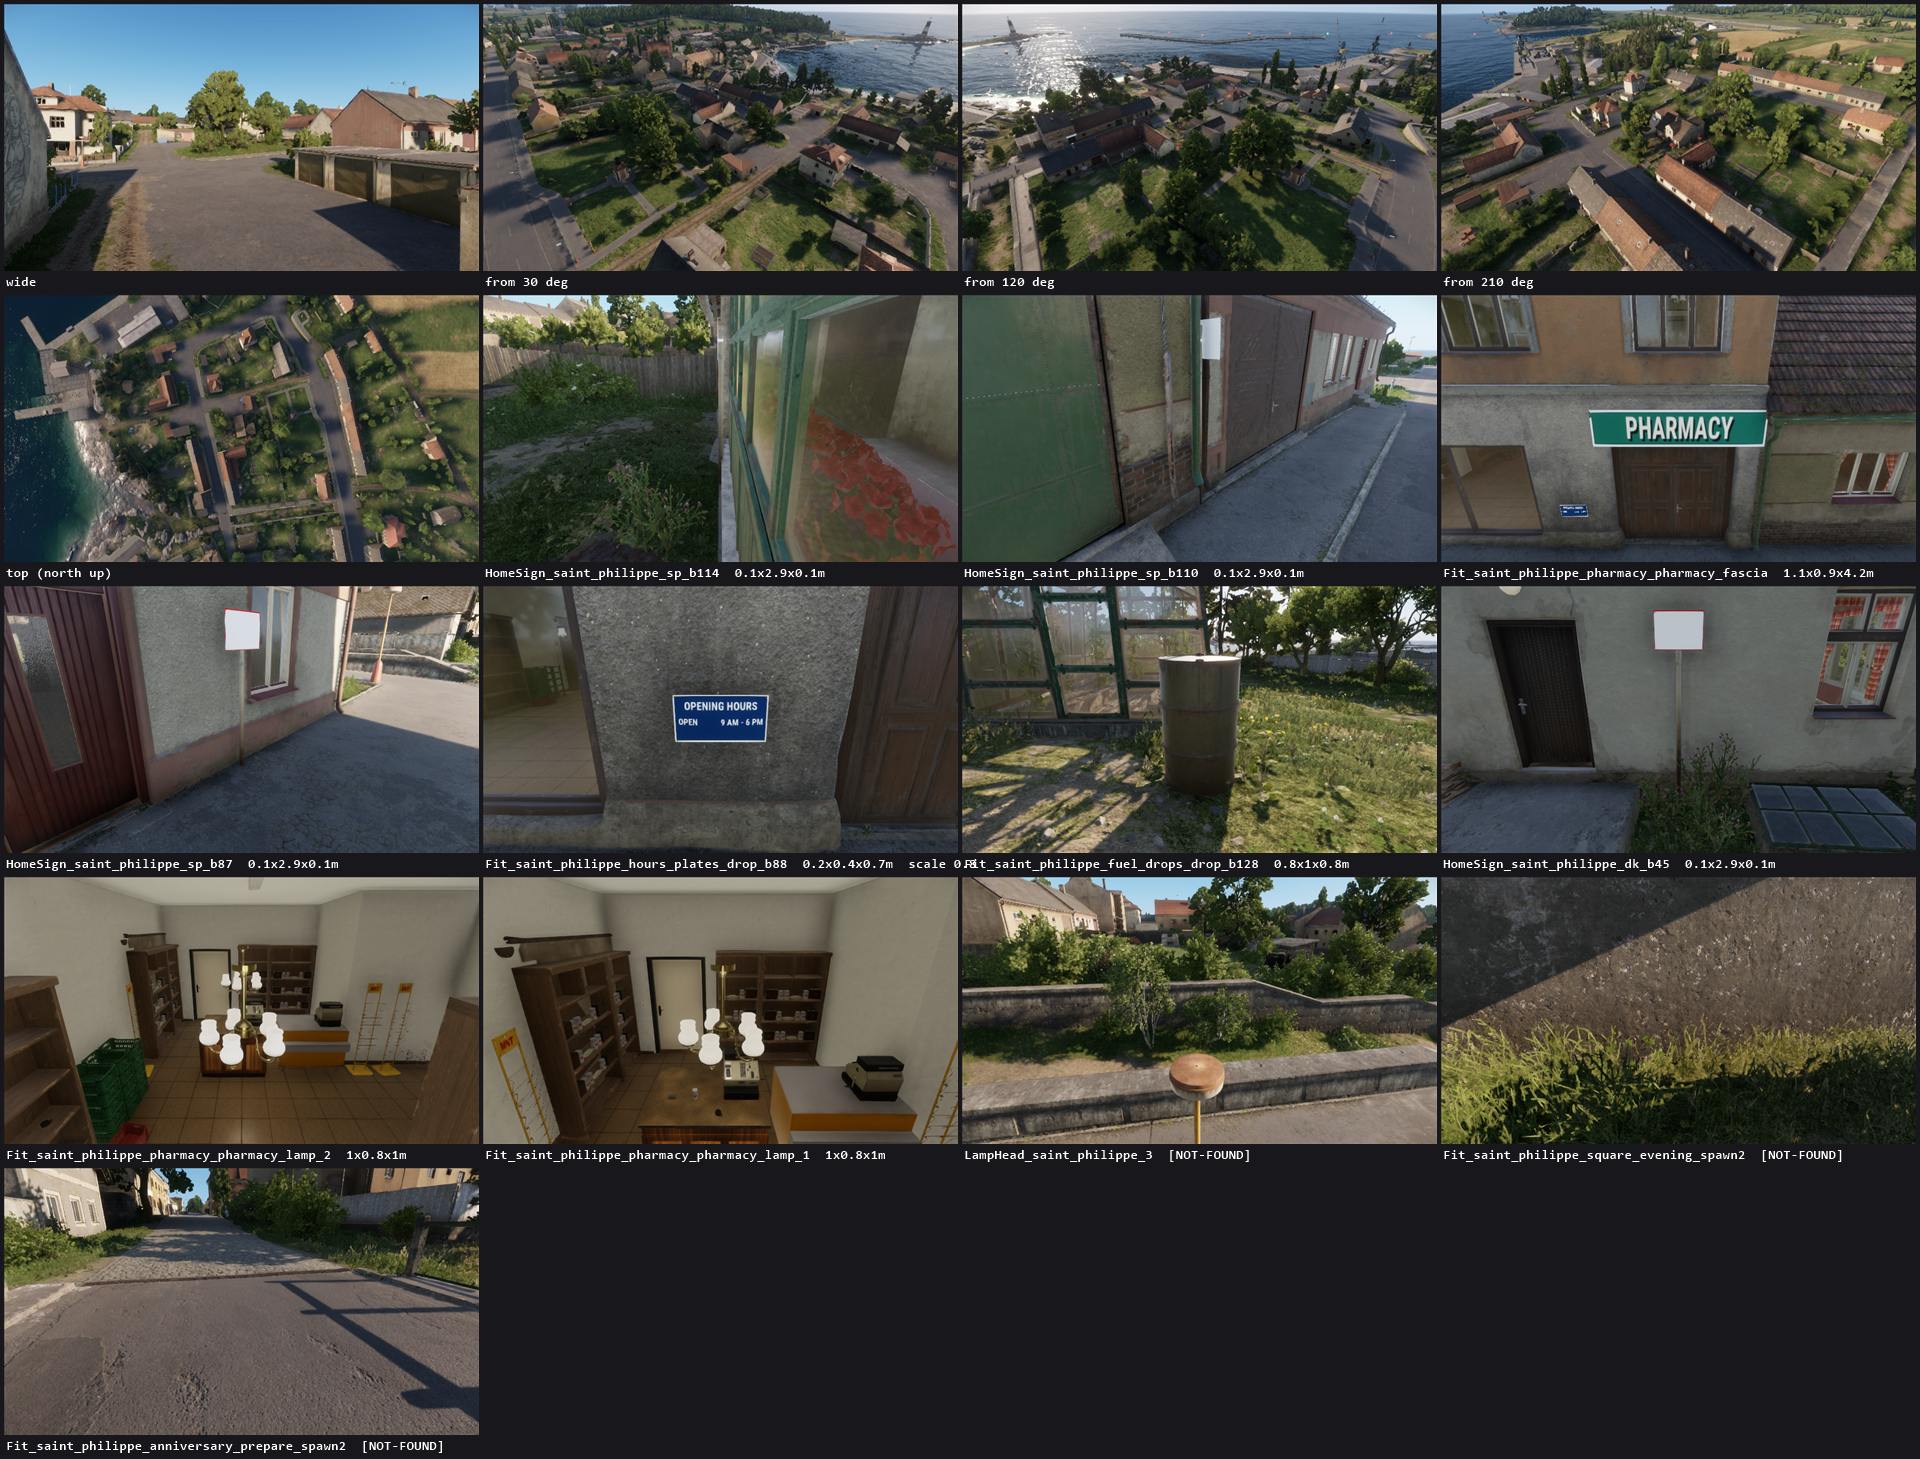 wide
from 30 deg
from 120 deg
from 210 deg
PHARMACY
top (north up)
HomeSign_saint_philippe_sp_b114  0.1x2.9x0.1m
HomeSign_saint_philippe_sp_b110  0.1x2.9x0.1m
Fit_saint_philippe_pharmacy_pharmacy_fascia  1.1x0.9x4.2m
OPENING HOURS
OPEN 9 AM - 6 PM
HomeSign_saint_philippe_sp_b87  0.1x2.9x0.1m
Fit_saint_philippe_hours_plates_drop_b88  0.2x0.4x0.7m  scale
Fit_saint_philippe_fuel_drops_drop_b128  0.8x1x0.8m
HomeSign_saint_philippe_dk_b45  0.1x2.9x0.1m
Fit_saint_philippe_pharmacy_pharmacy_lamp_2  1x0.8x1m
Fit_saint_philippe_pharmacy_pharmacy_lamp_1  1x0.8x1m
LampHead_saint_philippe_3  [NOT-FOUND]
Fit_saint_philippe_square_evening_spawn2  [NOT-FOUND]
Fit_saint_philippe_anniversary_prepare_spawn2  [NOT-FOUND]